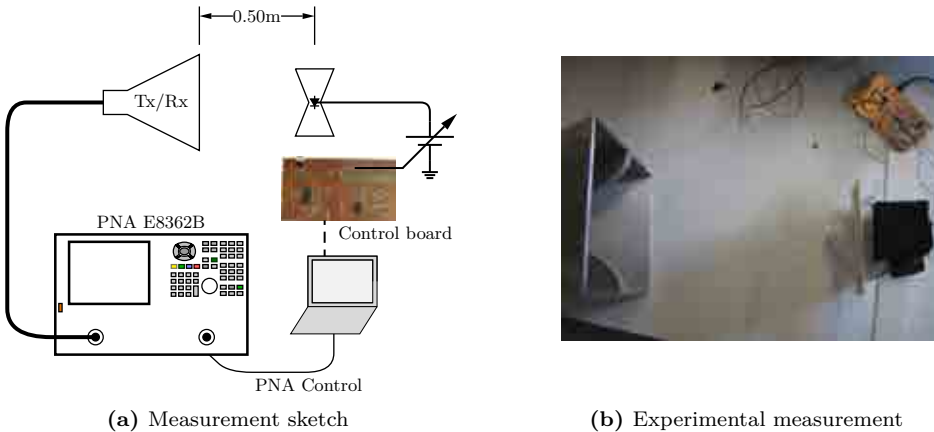 0.50m
Tx/Rx
PNA E8362B
Control board
PNA Control
(a) Measurement sketch
(b) Experimental measurement